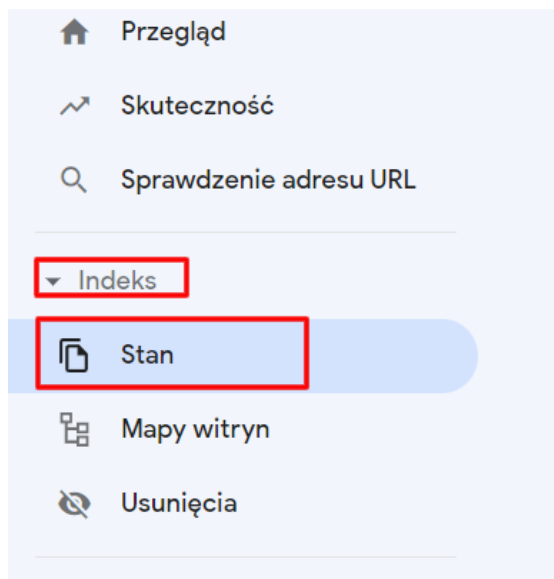 Przegląd
Skuteczność
Sprawdzenie adresu URL
Indeks
Stan
Mapy witryn
Usunięcia